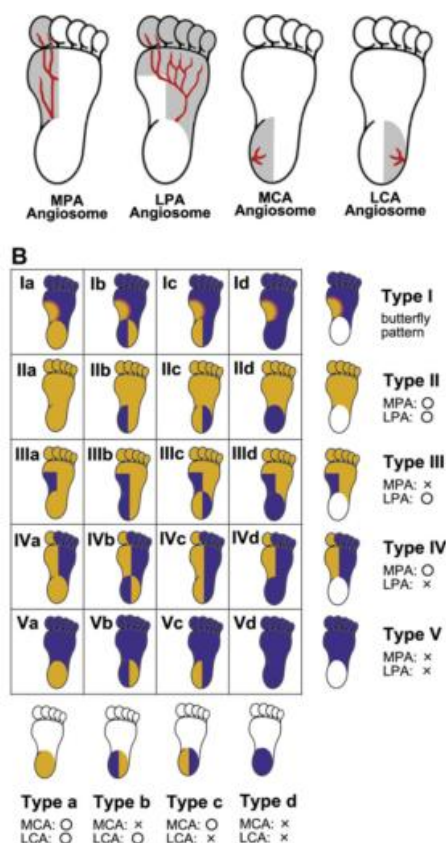 MPA
Angiosome
LPA
Angiosome
MCA
Angiosome
LCA
Angiosome
B
Ia
Ib
Ic
Id
Type I
butterfly
pattern
IIa
IIb
IIc
IId
Type II
MPA: O
LPA: O
IIIa
IIIb
IIIc
IIId
Type III
MPA: ×
LPA: O
IVa
IVb
IVc
IVd
Type IV
MPA: O
LPA: ×
Va
Vb
Vc
Vd
Type V
MPA: ×
LPA: ×
Type a
MCA: O
LCA: O
Type b
MCA: ×
LCA: O
Type c
MCA: O
LCA: ×
Type d
MCA: ×
LCA: ×